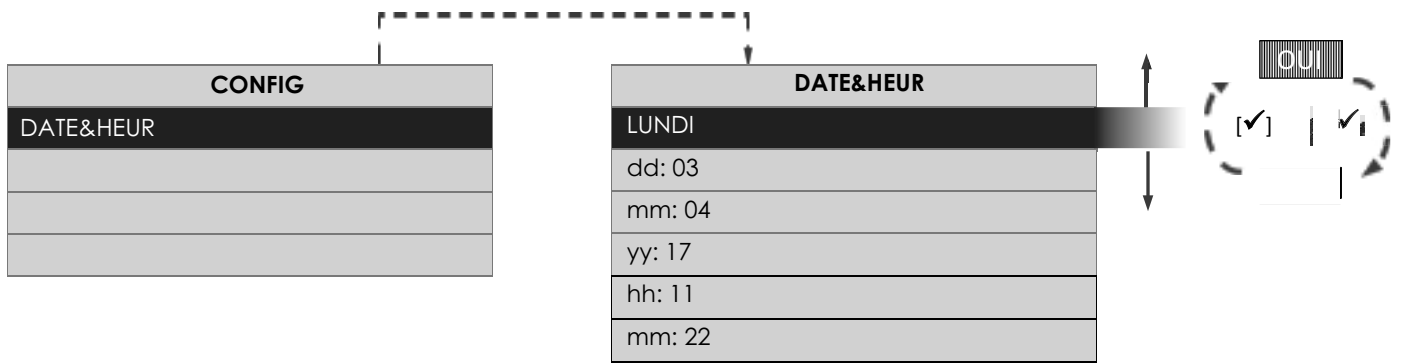 CONFIG
DATE&HEUR
DATE&HEUR
LUNDI
dd: 03
mm: 04
yy: 17
hh: 11
mm: 22
OUI
[✓]
✓